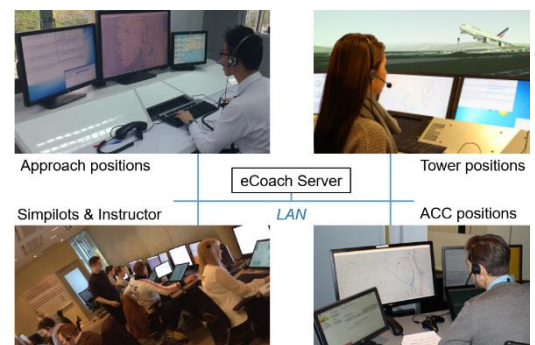 Approach positions
Tower positions
eCoach Server
Simpilots & Instructor
LAN
ACC positions